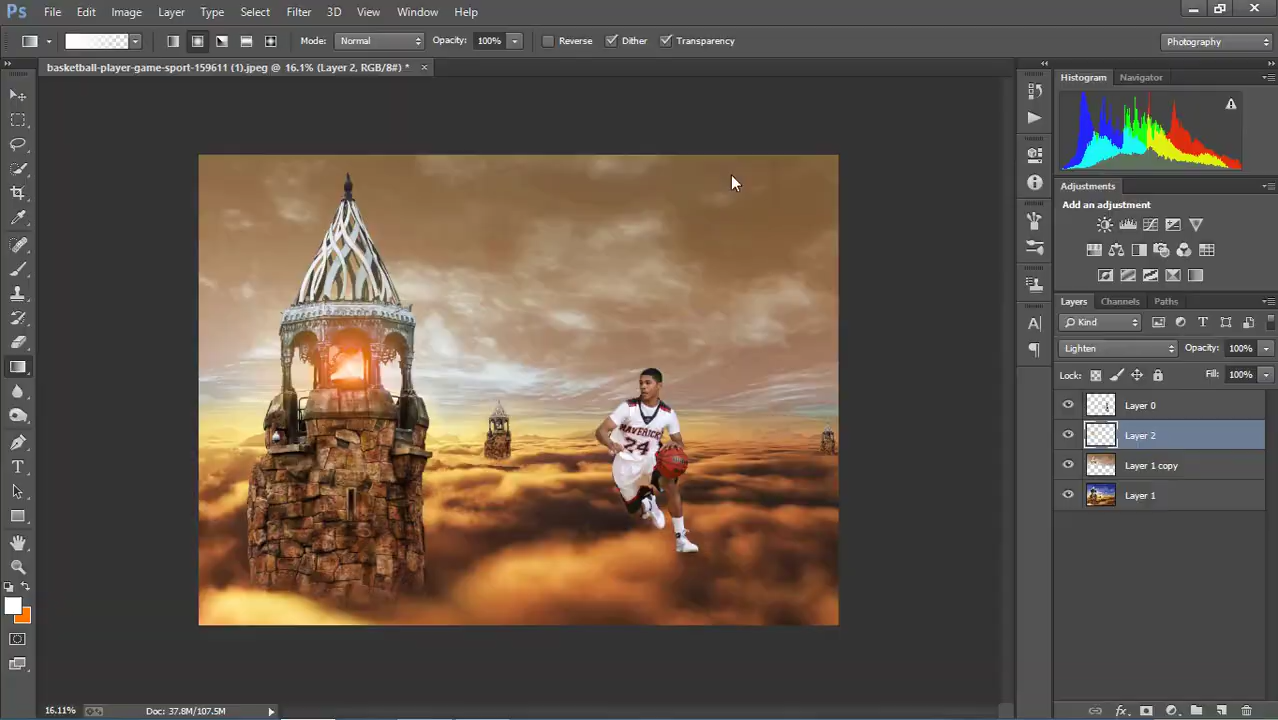 Ps File Edit Image Layer Type Select Filter 3D View Window Help
Mode: Normal Opacity: 100% Reverse Dither Transparency Photography
basketball-player-game-sport-159611 (1).jpeg @ 16.1% (Layer 2, RGB/8#) *
Histogram Navigator
Adjustments
Add an adjustment
Layers Channels Paths
Kind
Lighten Opacity: 100%
Lock: Fill: 100%
Layer 0
Layer 2
Layer 1 copy
Layer 1
MAVERICKS
24
16.11% Doc: 37.8M/107.5M